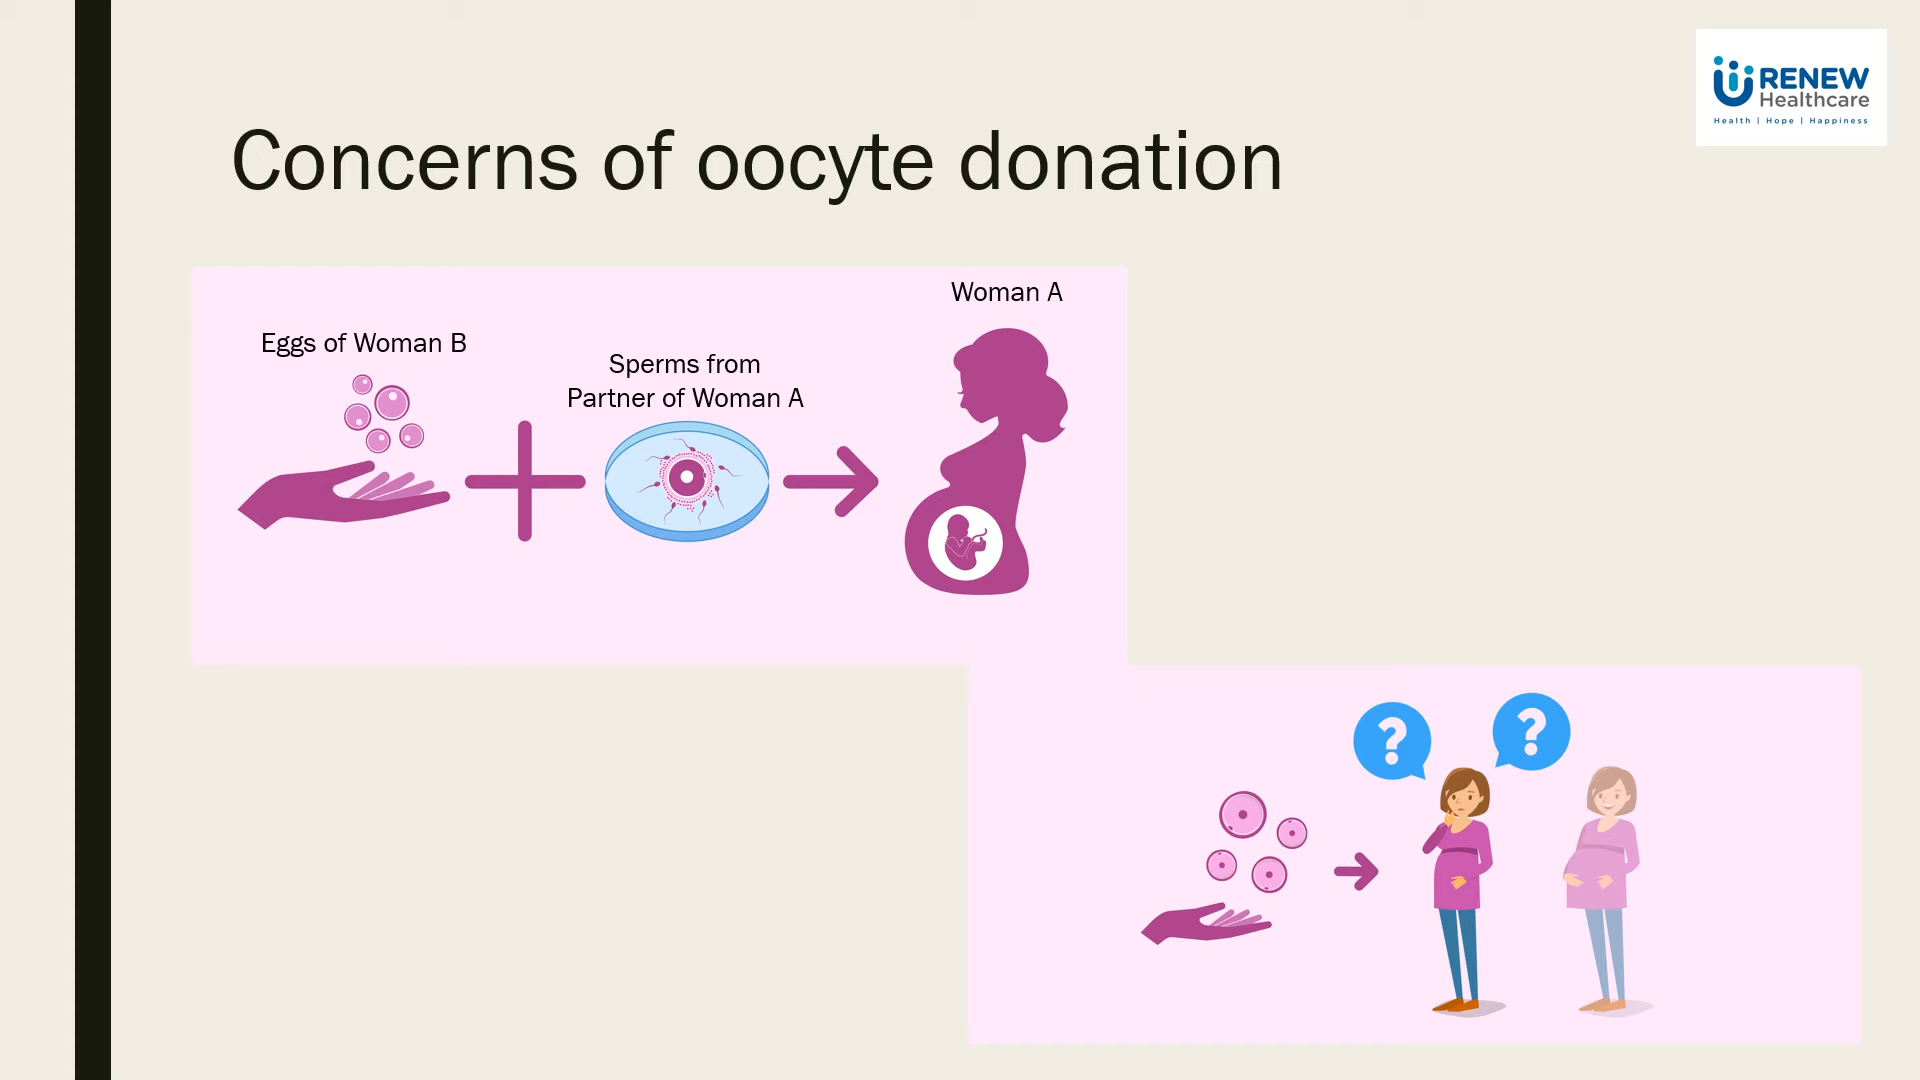 RENEW
Healthcare
Health | Hope | Happiness
Concerns of oocyte donation
Woman A
Eggs of Woman B
Sperms from
Partner of Woman A
?
?